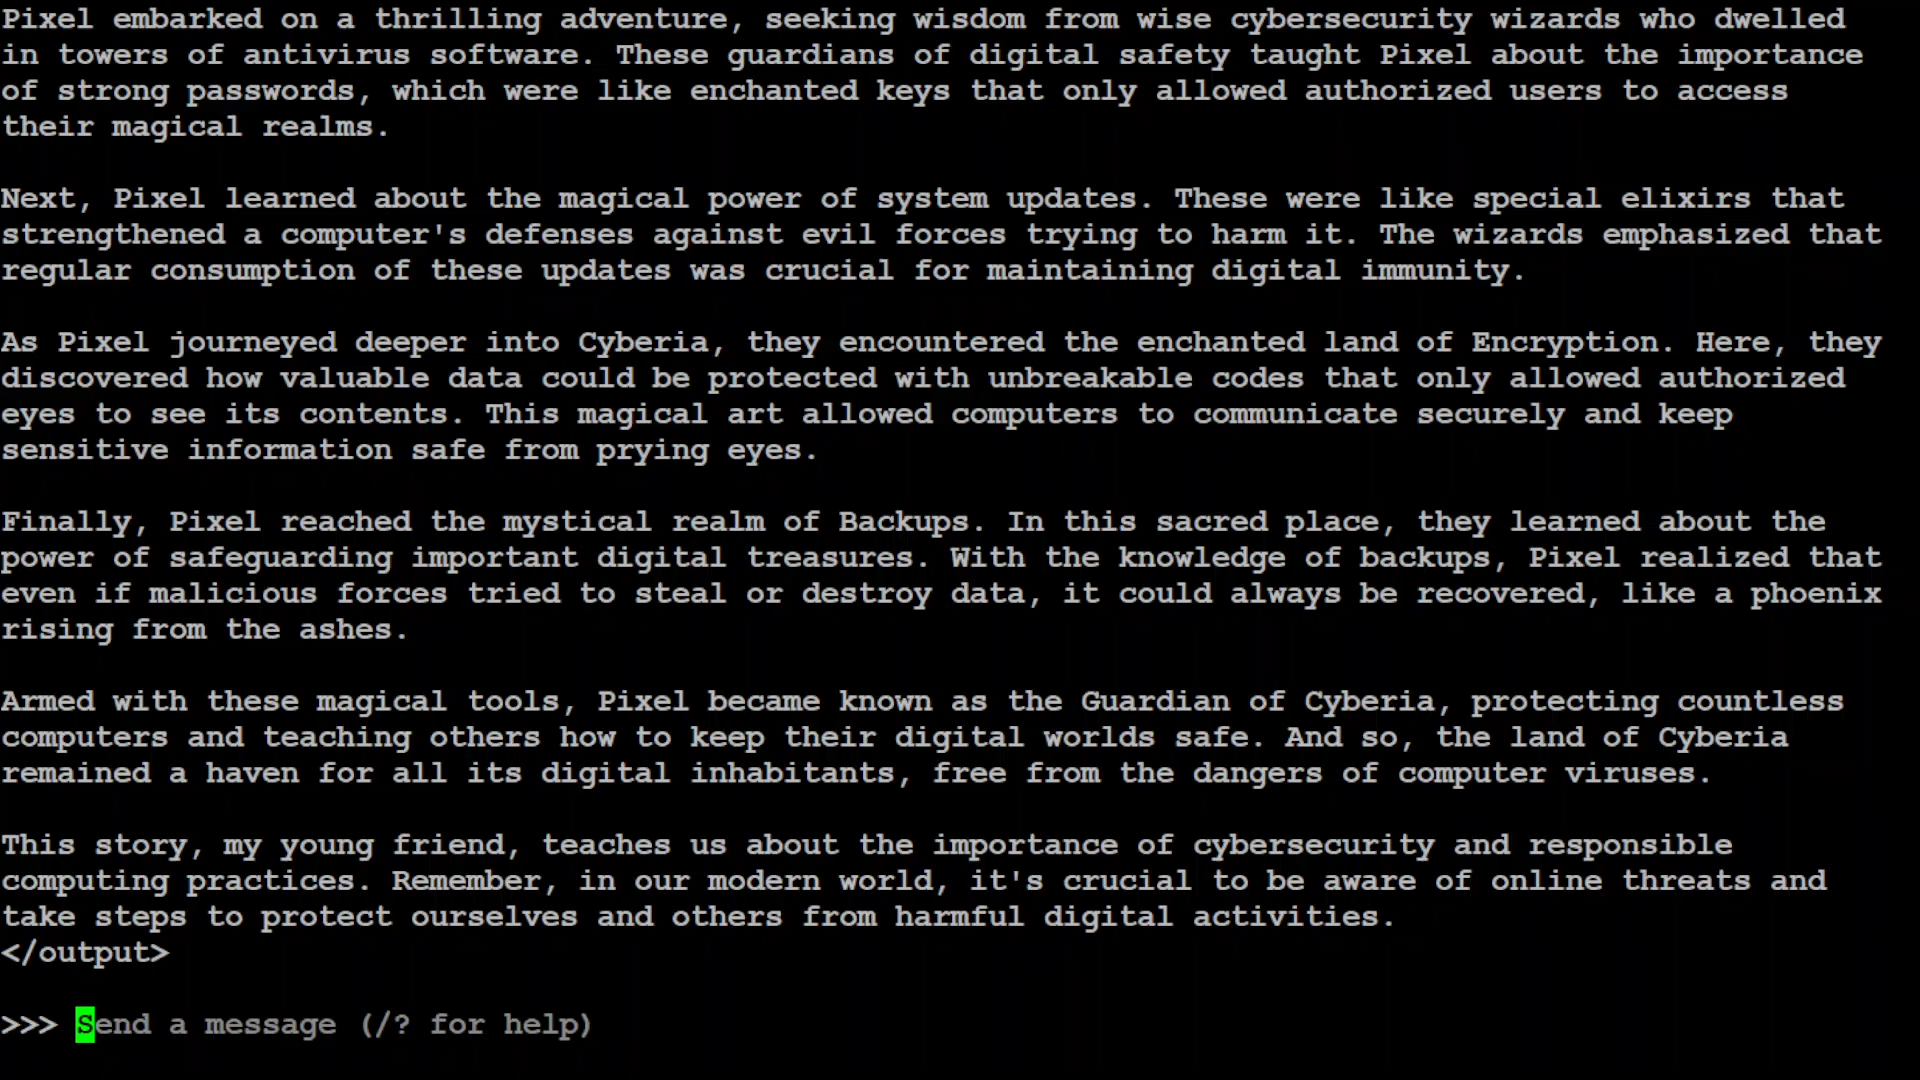 Pixel embarked on a thrilling adventure, seeking wisdom from wise cybersecurity wizards who dwelled
in towers of antivirus software. These guardians of digital safety taught Pixel about the importance
of strong passwords, which were like enchanted keys that only allowed authorized users to access
their magical realms.
Next, Pixel learned about the magical power of system updates. These were like special elixirs that
strengthened a computer's defenses against evil forces trying to harm it. The wizards emphasized that
regular consumption of these updates was crucial for maintaining digital immunity.
As Pixel journeyed deeper into Cyberia, they encountered the enchanted land of Encryption. Here, they
discovered how valuable data could be protected with unbreakable codes that only allowed authorized
eyes to see its contents. This magical art allowed computers to communicate securely and keep
sensitive information safe from prying eyes.
Finally, Pixel reached the mystical realm of Backups. In this sacred place, they learned about the
power of safeguarding important digital treasures. With the knowledge of backups, Pixel realized that
even if malicious forces tried to steal or destroy data, it could always be recovered, like a phoenix
rising from the ashes.
Armed with these magical tools, Pixel became known as the Guardian of Cyberia, protecting countless
computers and teaching others how to keep their digital worlds safe. And so, the land of Cyberia
remained a haven for all its digital inhabitants, free from the dangers of computer viruses.
This story, my young friend, teaches us about the importance of cybersecurity and responsible
computing practices. Remember, in our modern world, it's crucial to be aware of online threats and
take steps to protect ourselves and others from harmful digital activities.
</output>
>>> Send a message (/? for help)